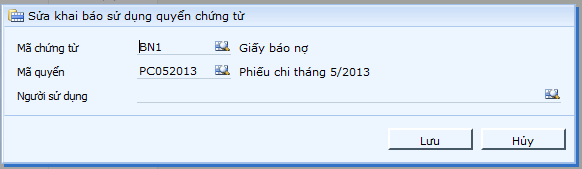 Sửa khai báo sử dụng quyển chứng từ
Mã chứng từ BN1 Giấy báo nợ
Mã quyển PC052013 Phiếu chi tháng 5/2013
Người sử dụng
Lưu Hủy